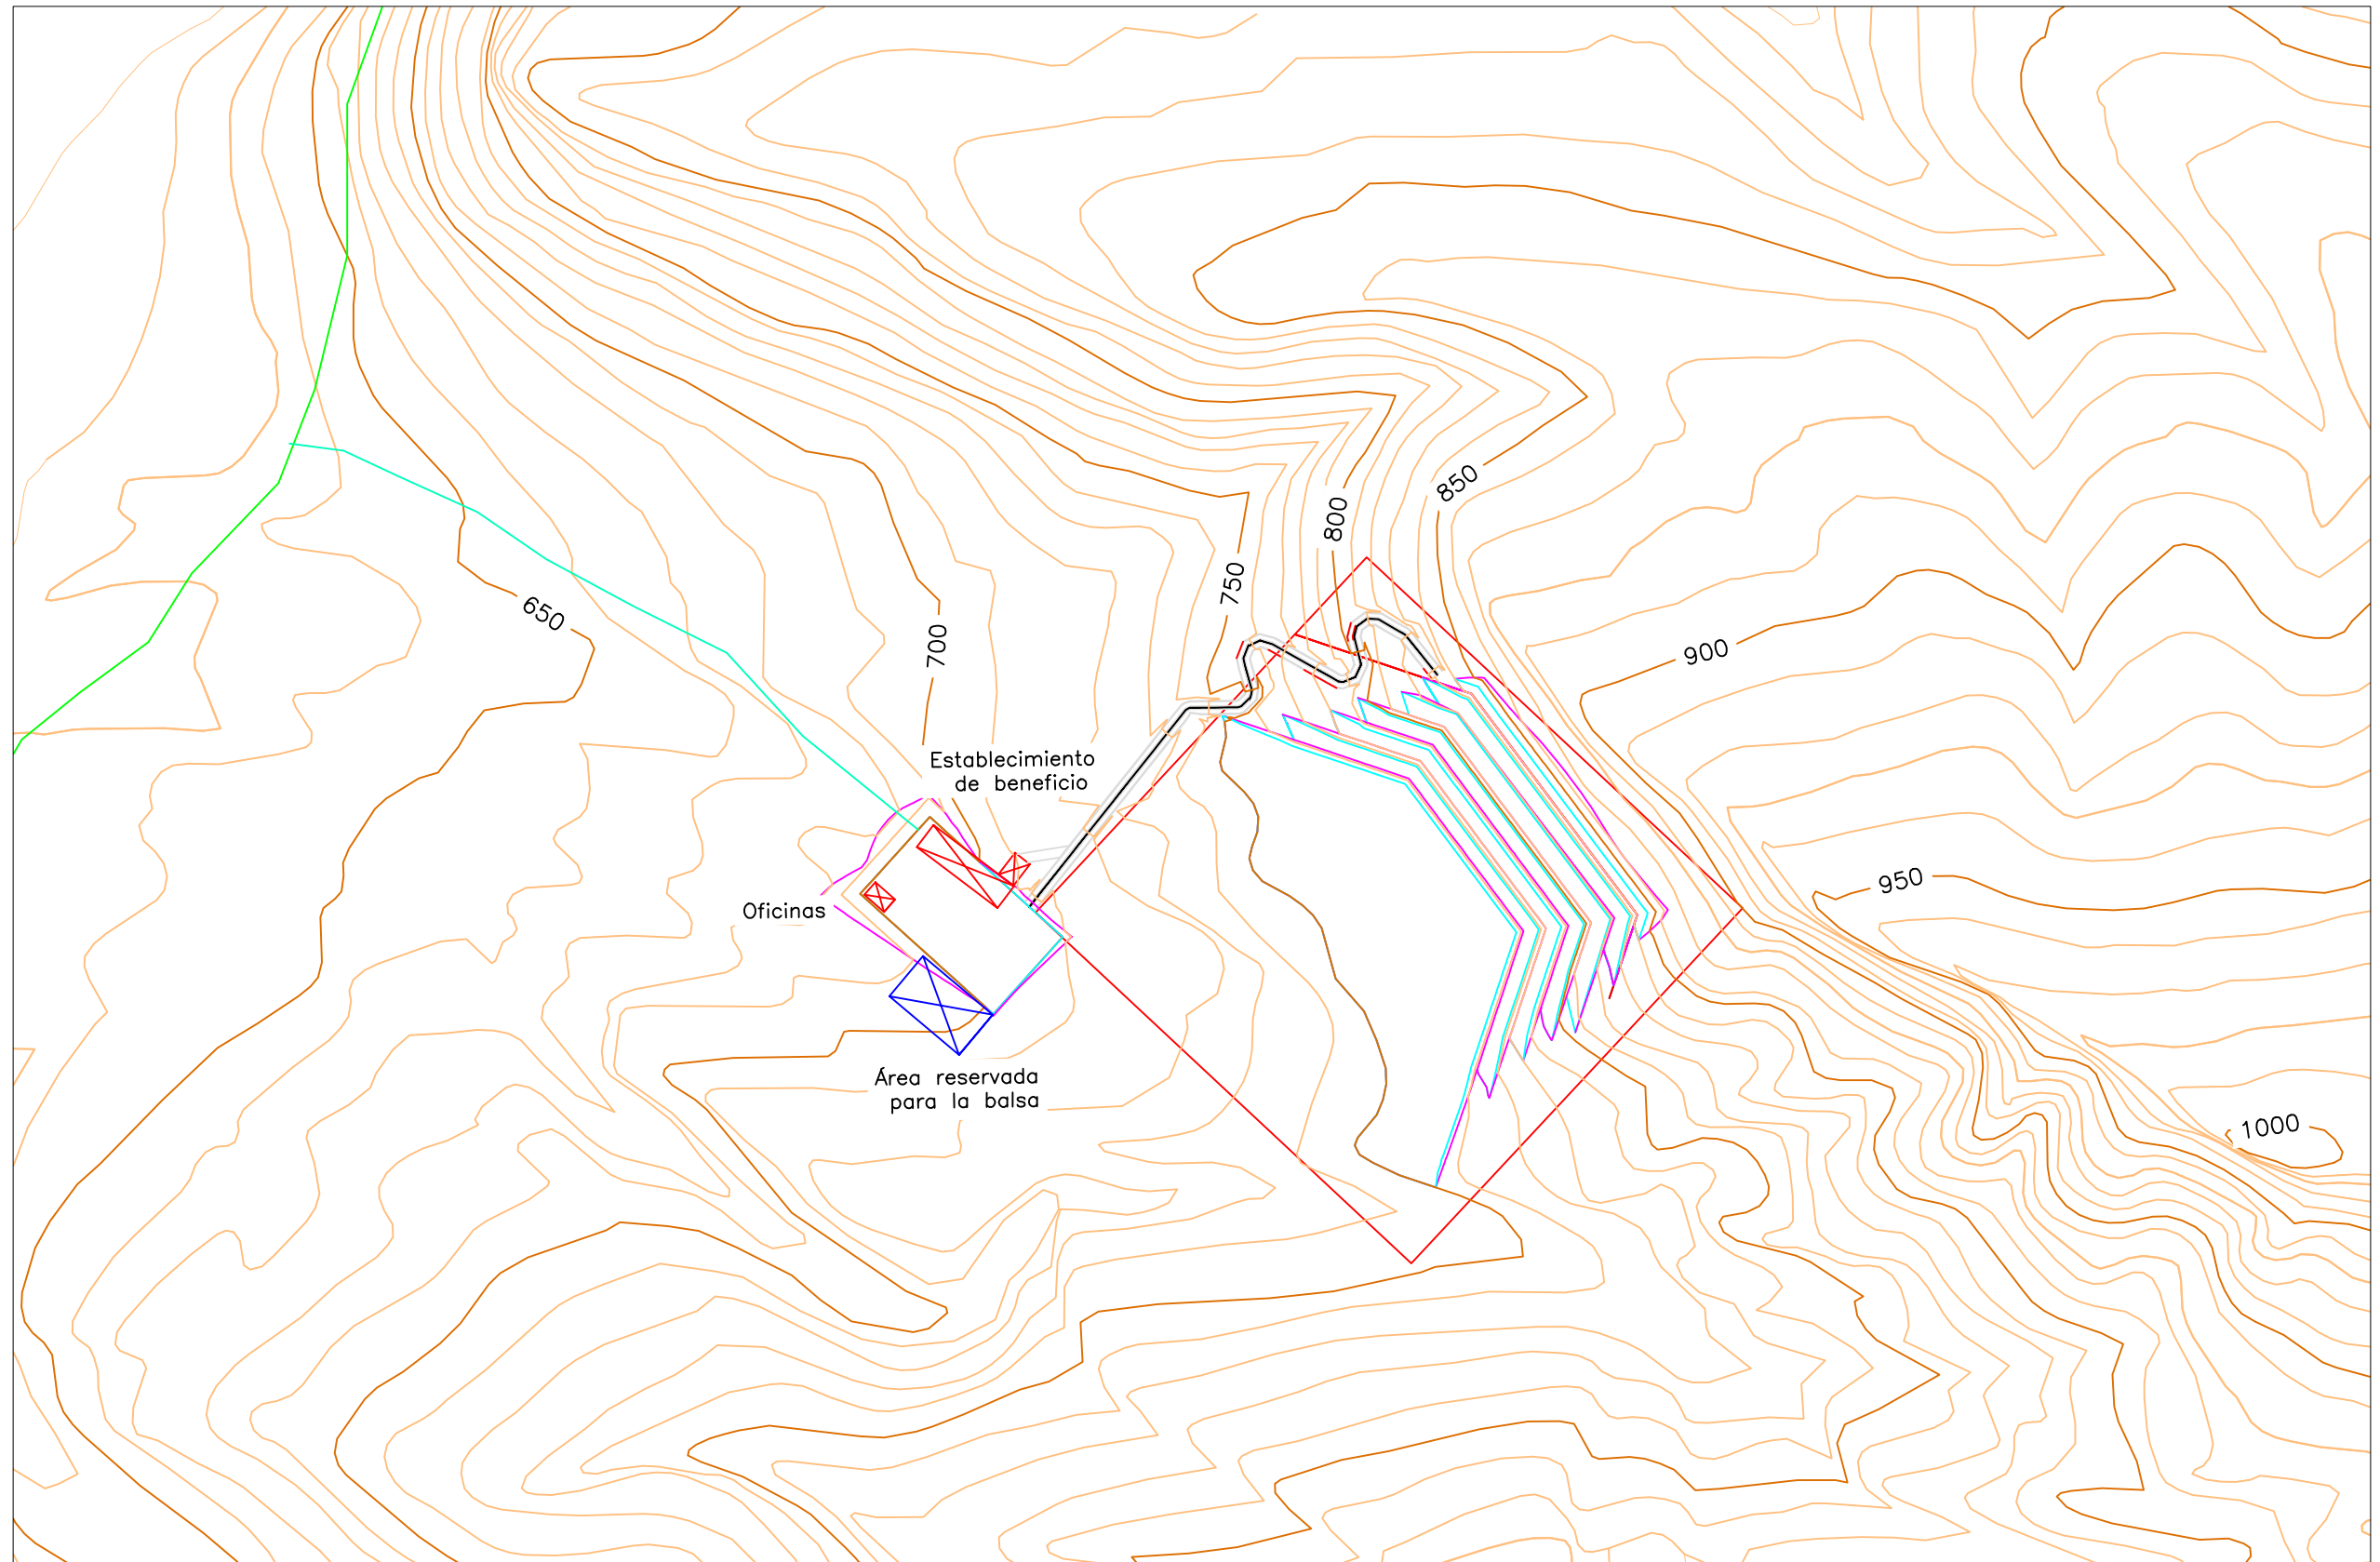 850
800
750
650
700
900
Establecimiento
de beneficio
950
Oficinas
Área reservada
para la balsa
1000